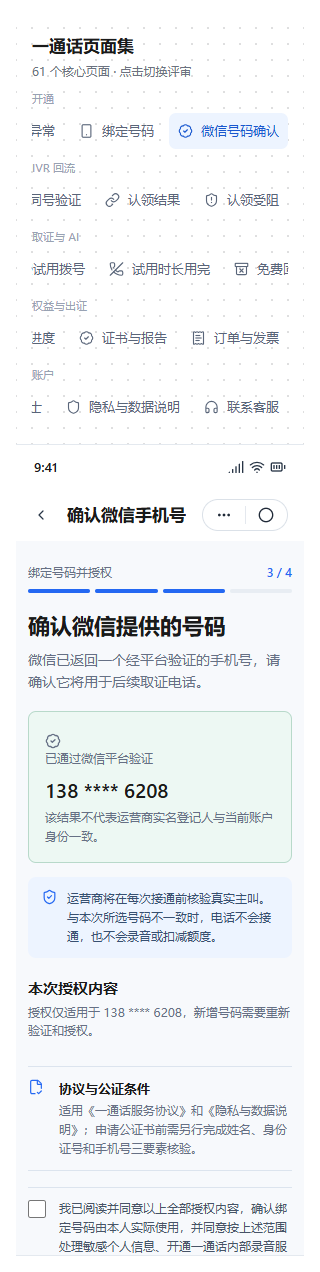 一通话页面集
61 个核心页面 · 点击切换评审
开通
异常 绑定号码 微信号码确认
IVR 回流
号验证 认领结果 认领受阻
取证与 AI
试用拨号 试用时长用完 免费
权益与出证
进度 证书与报告 订单与发票
账户
隐私与数据说明 联系客服
9:41
确认微信手机号
绑定号码并授权 3 / 4
确认微信提供的号码
微信已返回一个经平台验证的手机号，请
确认它将用于后续取证电话。
已通过微信平台验证
138 **** 6208
该结果不代表运营商实名登记人与当前账户
身份一致。
运营商将在每次接通前核验真实主叫。
与本次所选号码不一致时，电话不会接
通，也不会录音或扣减额度。
本次授权内容
授权仅适用于 138 **** 6208，新增号码需要重新
验证和授权。
协议与公证条件
适用《一通话服务协议》和《隐私与数据说
明》；申请公证书前需另行完成姓名、身份
证号和手机号三要素核验。
我已阅读并同意以上全部授权内容，确认绑
定号码由本人实际使用，并同意按上述范围
处理敏感个人信息、开通一通话内部录音服